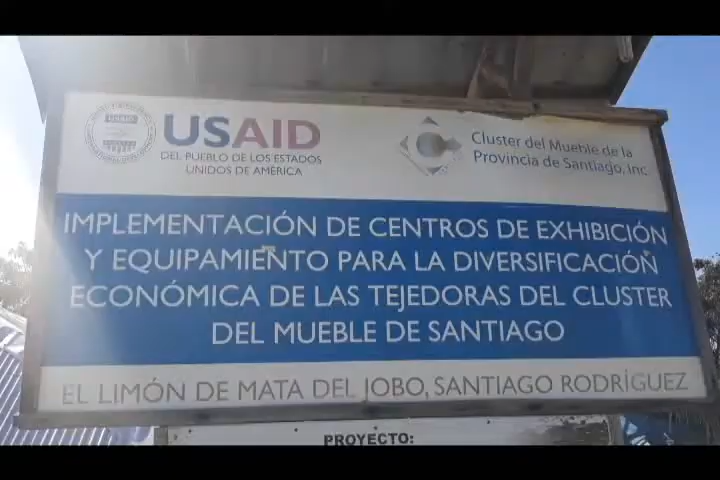 USAID
DEL PUEBLO DE LOS ESTADOS
UNIDOS DE AMÉRICA
Cluster del Mueble de la
Provincia de Santiago, Inc
IMPLEMENTACIÓN DE CENTROS DE EXHIBICIÓN
Y EQUIPAMIENTO PARA LA DIVERSIFICACIÓN
ECONÓMICA DE LAS TEJEDORAS DEL CLUSTER
DEL MUEBLE DE SANTIAGO
EL LIMÓN DE MATA DEL JOBO, SANTIAGO RODRÍGUEZ
PROYECTO: